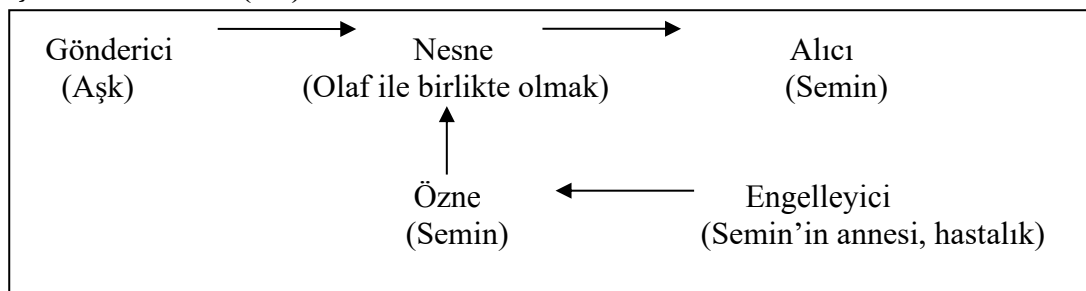 Gönderici Nesne Alıcı
(Aşk) (Olaf ile birlikte olmak) (Semin)
Özne Engelleyici
(Semin) (Semin’in annesi, hastalık)